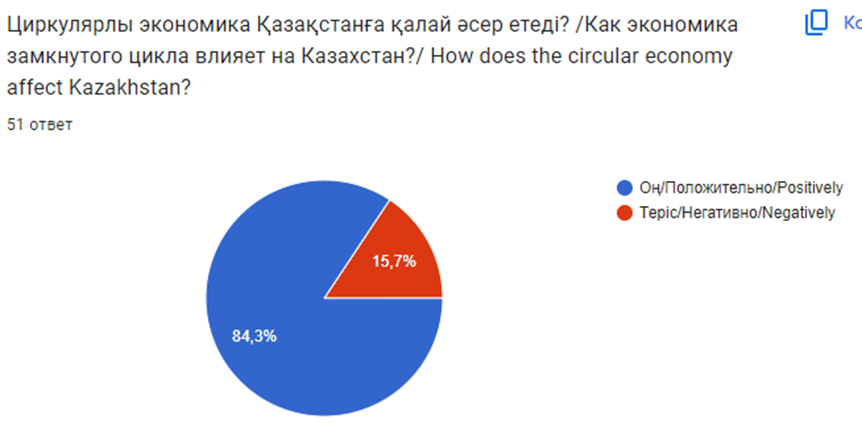 Циркулярлы экономика Қазақстанға қалай әсер етеді? /Как экономика
замкнутого цикла влияет на Казахстан?/ How does the circular economy
affect Kazakhstan?
51 ответ
Оң/Положительно/Positively
Теріс/Негативно/Negatively
15,7%
84,3%